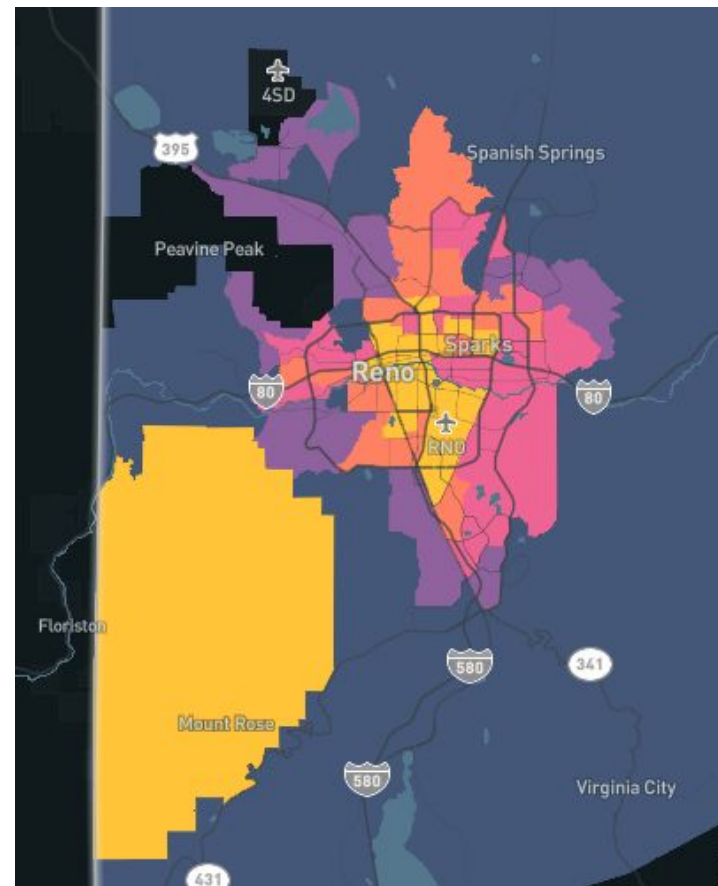 4SD
395
Spanish Springs
Peavine Peak
Sparks
Reno
80
80
RNO
Floriston
580
341
Mount Rose
580
Virginia City
431